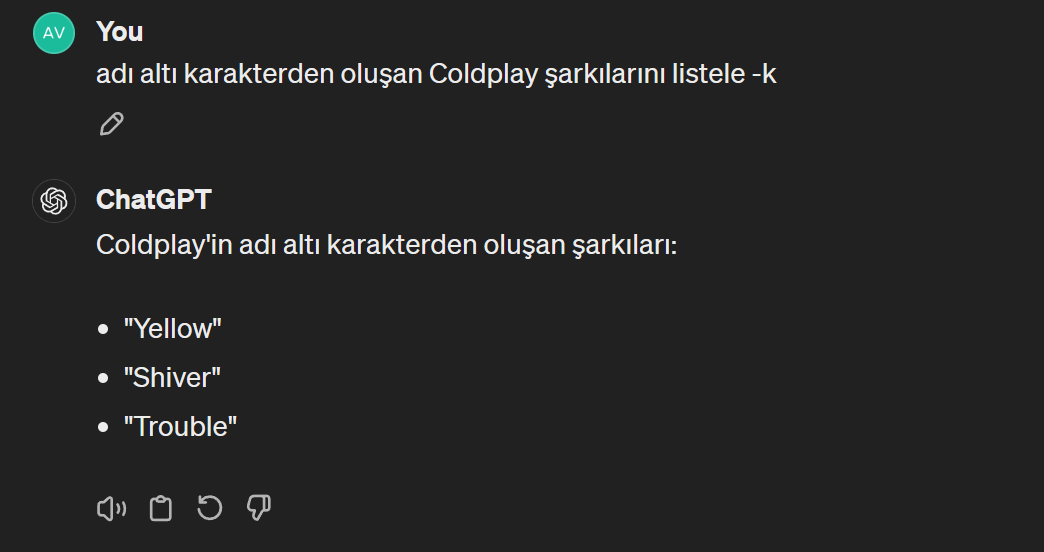 AV
You
adı altı karakterden oluşan Coldplay şarkılarını listele -k
ChatGPT
Coldplay'in adı altı karakterden oluşan şarkıları:
"Yellow"
"Shiver"
"Trouble"